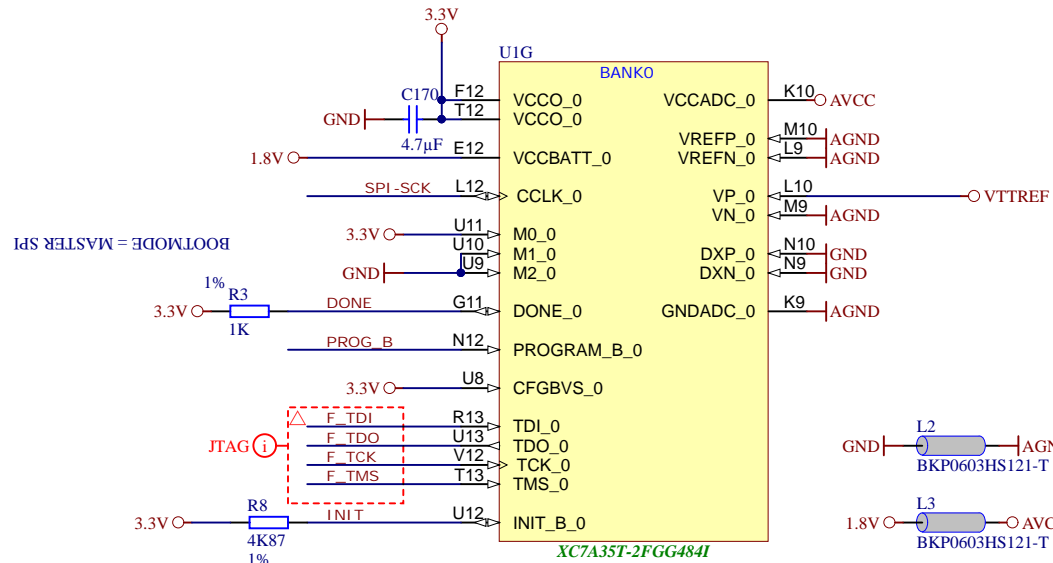 3.3V
U1G
BANK0
C170
GND
4.7µF
F12 VCCO_0
T12 VCCO_0
1.8V E12 VCCBATT_0
SPI-SCK L12 CCLK_0
BOOTMODE = MASTER SPI
3.3V U11 M0_0
U10 M1_0
GND U9 M2_0
1%
R3
3.3V DONE G11 DONE_0
1K
PROG_B N12 PROGRAM_B_0
3.3V U8 CFGBVS_0
JTAG
i
F_TDI R13 TDI_0
F_TDO U13 TDO_0
F_TCK V12 TCK_0
F_TMS T13 TMS_0
R8
3.3V INIT U12 INIT_B_0
4K87
1%
VCCADC_0 K10 AVCC
VREFP_0 M10 AGND
VREFN_0 L9 AGND
VP_0 L10 VTTREF
VN_0 M9 AGND
DXP_0 N10 GND
DXN_0 N9 GND
GNDADC_0 K9 AGND
XC7A35T-2FGG484I
L2
GND AGN
BKP0603HS121-T
L3
1.8V AVC
BKP0603HS121-T